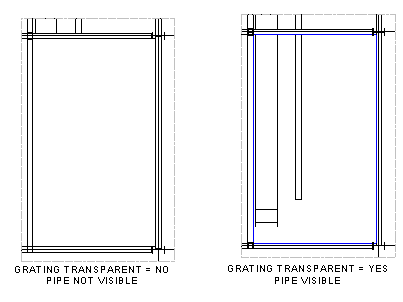 GRATING TRANSPARENT = NO
PIPE NOT VISIBLE
GRATING TRANSPARENT = YES
PIPE VISIBLE